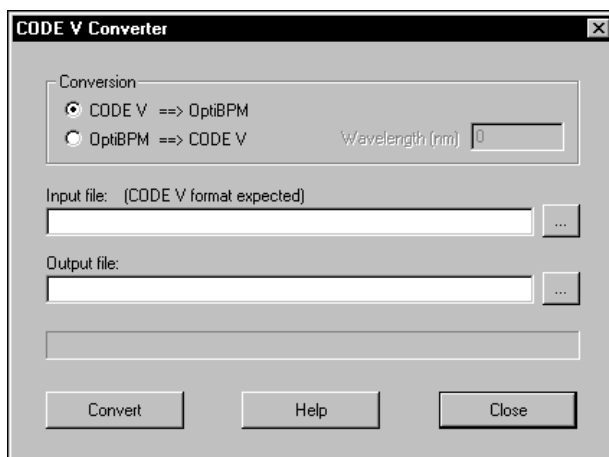 CODE V Converter
Conversion
CODE V ==> OptiBPM
OptiBPM ==> CODE V Wavelength (nm) 0
Input file: (CODE V format expected)
...
Output file:
...
Convert Help Close